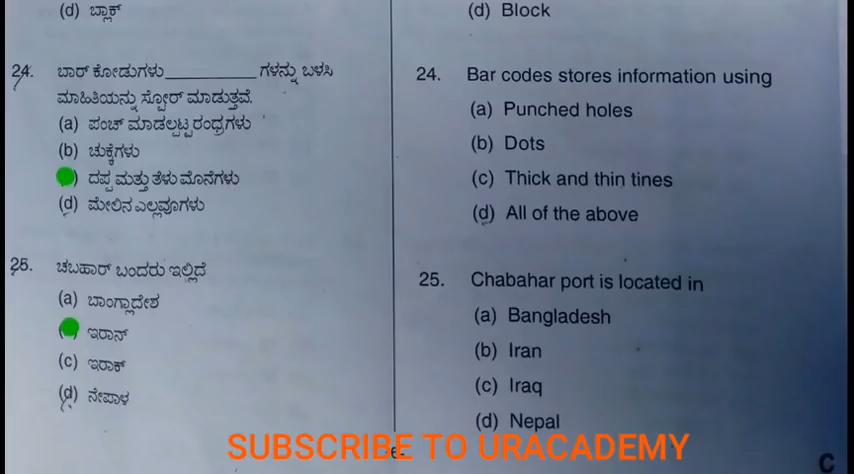 (d) ಬ್ಲಾಕ್
24. ಬಾರ್ ಕೋಡುಗಳು__________ಗಳನ್ನು ಬಳಸಿ
ಮಾಹಿತಿಯನ್ನು ಸ್ಟೋರ್ ಮಾಡುತ್ತವೆ.
(a) ಪಂಚ್ ಮಾಡಲ್ಪಟ್ಟ ರಂಧ್ರಗಳು
(b) ಚುಕ್ಕೆಗಳು
) ದಪ್ಪ ಮತ್ತು ತೆಳು ಮೊನೆಗಳು
(d) ಮೇಲಿನ ಎಲ್ಲವೂಗಳು
25. ಚಬಹಾರ್ ಬಂದರು ಇಲ್ಲಿದೆ
(a) ಬಾಂಗ್ಲಾದೇಶ
( ) ಇರಾನ್
(c) ಇರಾಕ್
(d) ನೇಪಾಳ
(d) Block
24. Bar codes stores information using
(a) Punched holes
(b) Dots
(c) Thick and thin tines
(d) All of the above
25. Chabahar port is located in
(a) Bangladesh
(b) Iran
(c) Iraq
(d) Nepal
SUBSCRIBE TO URACADEMY
C